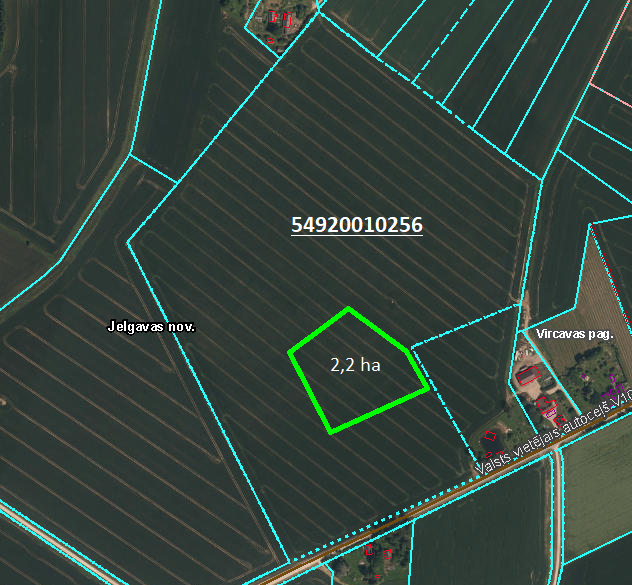 54920010256
Jelgavas nov.
Vircavas pag.
2,2 ha
Valsts vietējais autoceļš V10